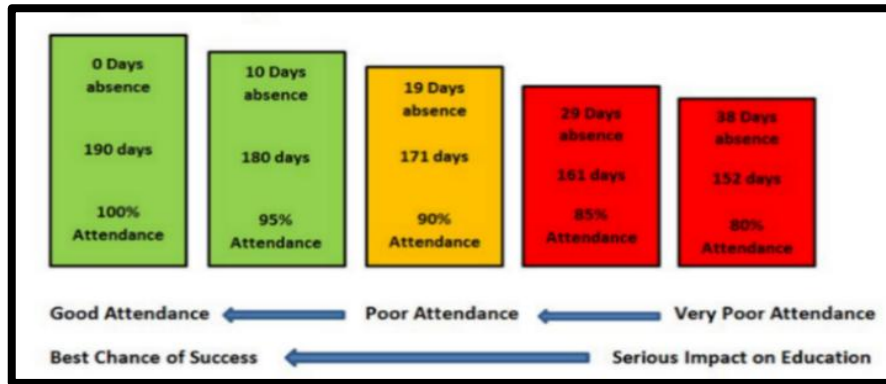 0 Days
absence
190 days
100%
Attendance
10 Days
absence
180 days
95%
Attendance
19 Days
absence
171 days
90%
Attendance
29 Days
absence
161 days
85%
Attendance
38 Days
absence
152 days
80%
Attendance
Good Attendance Poor Attendance Very Poor Attendance
Best Chance of Success Serious Impact on Education